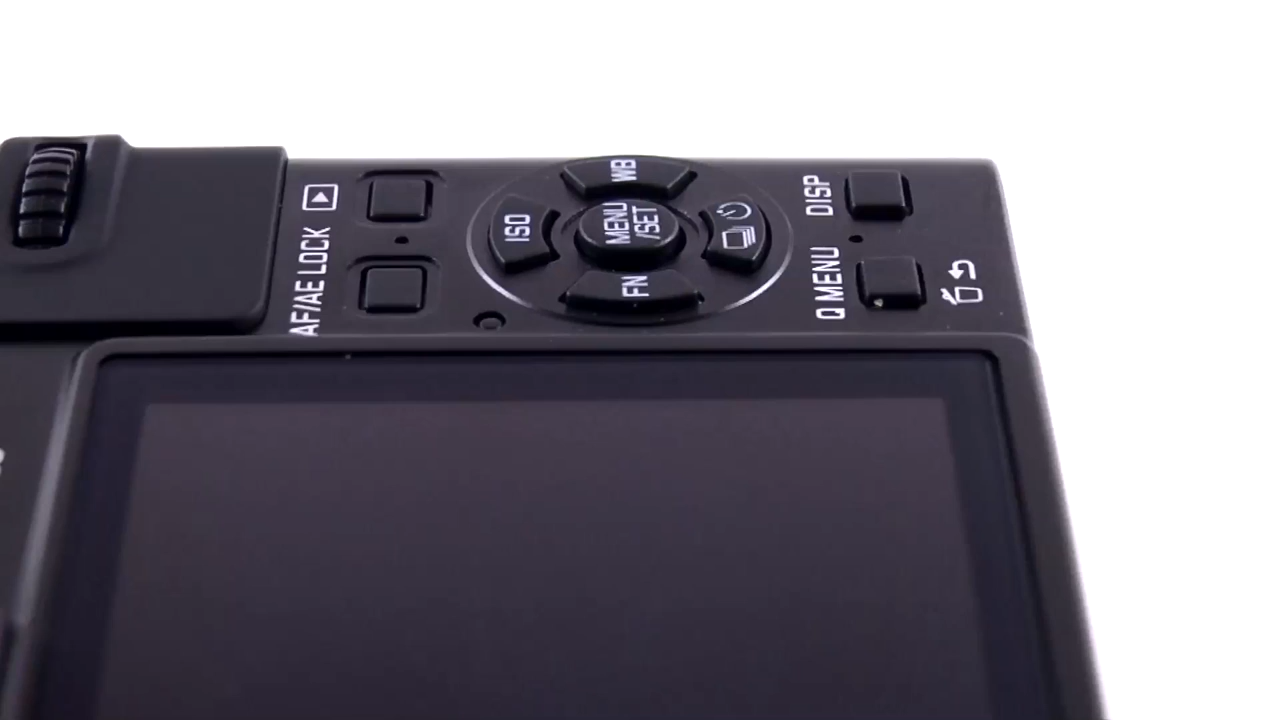 AF/AE LOCK
ISO
WB
MENU
/SET
FN
DISP
Q MENU